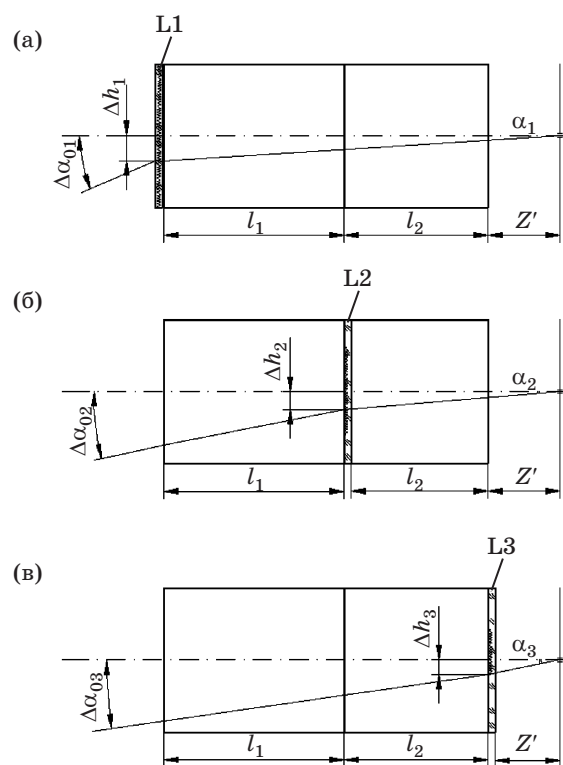 (а)
L1
Δh₁
Δα₀₁
α₁
l₁ l₂ Z′
(б)
L2
Δh₂
Δα₀₂
α₂
l₁ l₂ Z′
(в)
L3
Δh₃
Δα₀₃
α₃
l₁ l₂ Z′